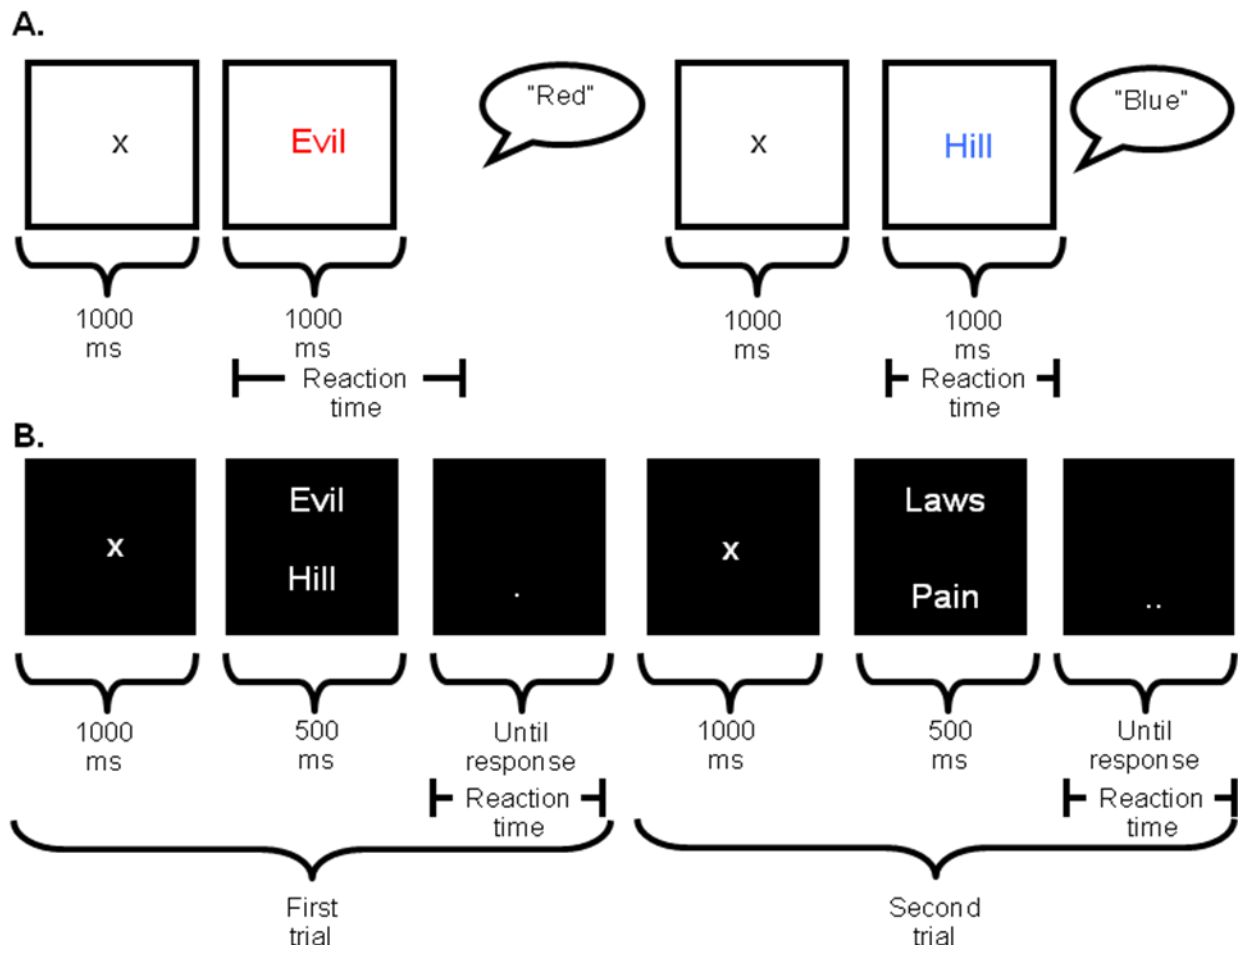 A.
x
Evil
"Red"
x
Hill
"Blue"
1000
ms
1000
ms
Reaction
time
1000
ms
1000
ms
Reaction
time
B.
x
Evil
Hill
.
x
Laws
Pain
..
1000
ms
500
ms
Until
response
Reaction
time
1000
ms
500
ms
Until
response
Reaction
time
First
trial
Second
trial